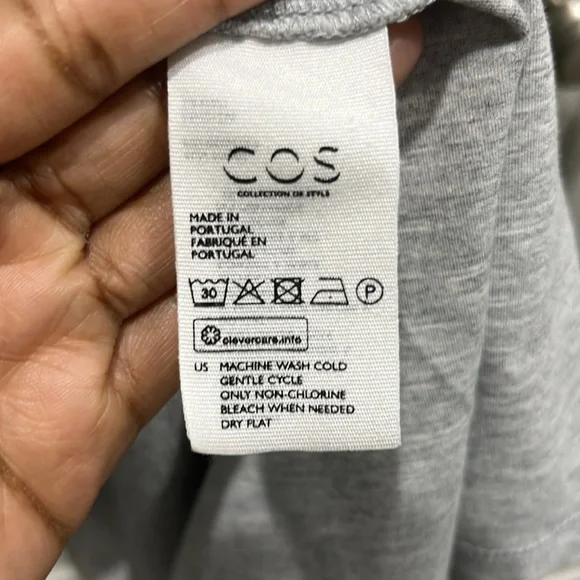 COS
COLLECTION OF STYLE
MADE IN
PORTUGAL
FABRIQUÉ EN
PORTUGAL
30 P
clevercare.info
US MACHINE WASH COLD
GENTLE CYCLE
ONLY NON-CHLORINE
BLEACH WHEN NEEDED
DRY FLAT